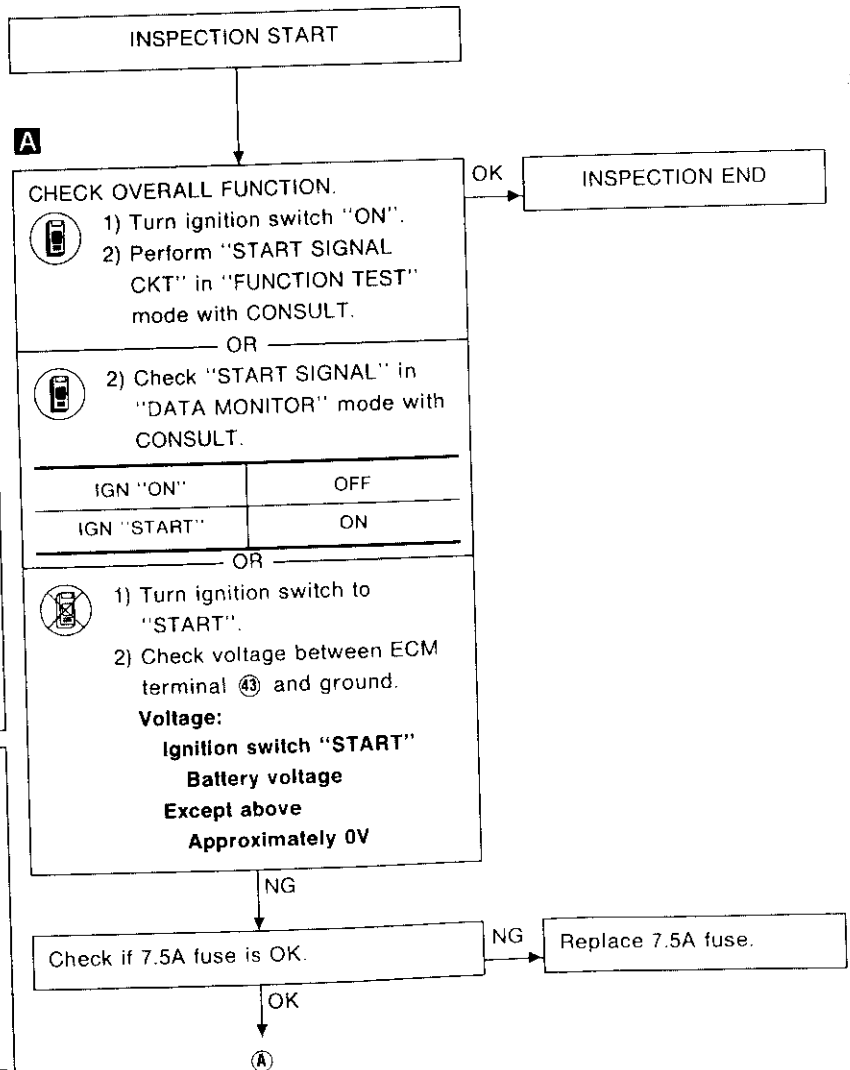 INSPECTION START
A
CHECK OVERALL FUNCTION.
1) Turn ignition switch "ON".
2) Perform "START SIGNAL
CKT" in "FUNCTION TEST"
mode with CONSULT.
OR
2) Check "START SIGNAL" in
"DATA MONITOR" mode with
CONSULT.
IGN "ON" OFF
IGN "START" ON
OR
1) Turn ignition switch to
"START".
2) Check voltage between ECM
terminal ㊸ and ground.
Voltage:
Ignition switch "START"
Battery voltage
Except above
Approximately 0V
OK
INSPECTION END
NG
Check if 7.5A fuse is OK.
NG
Replace 7.5A fuse.
OK
Ⓐ